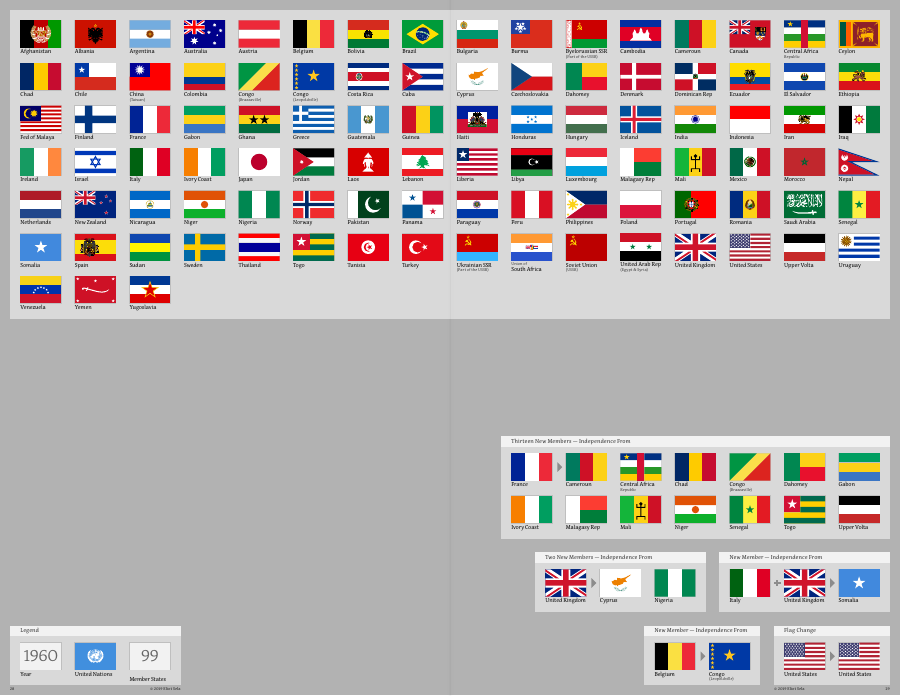 Afghanistan Albania Argentina Australia Austria Belgium Bolivia Brazil Bulgaria Burma Byelorussian SSR Cambodia Cameroun Canada Central Africa Ceylon
(Part of the USSR) Republic
Chad Chile China Colombia Congo Congo Costa Rica Cuba Cyprus Czechoslovakia Dahomey Denmark Dominican Rep Ecuador El Salvador Ethiopia
(Taiwan) (Brazzaville) (Leopoldville)
Fed of Malaya Finland France Gabon Ghana Greece Guatemala Guinea Haiti Honduras Hungary Iceland India Indonesia Iran Iraq
Ireland Israel Italy Ivory Coast Japan Jordan Laos Lebanon Liberia Libya Luxembourg Malagasy Rep Mali Mexico Morocco Nepal
Netherlands New Zealand Nicaragua Niger Nigeria Norway Pakistan Panama Paraguay Peru Philippines Poland Portugal Romania Saudi Arabia Senegal
Somalia Spain Sudan Sweden Thailand Togo Tunisia Turkey Ukrainian SSR Union of South Africa Soviet Union United Arab Rep United Kingdom United States Upper Volta Uruguay
(Part of the USSR) (USSR) (Egypt & Syria)
Venezuela Yemen Yugoslavia
Thirteen New Members — Independence From
France Cameroun Central Africa Chad Congo Dahomey Gabon
Republic (Brazzaville)
Ivory Coast Malagasy Rep Mali Niger Senegal Togo Upper Volta
Two New Members — Independence From
United Kingdom Cyprus Nigeria
New Member — Independence From
Italy + United Kingdom Somalia
Legend
1960 99
Year United Nations Member States
New Member — Independence From
Belgium Congo
(Leopoldville)
Flag Change
United States United States